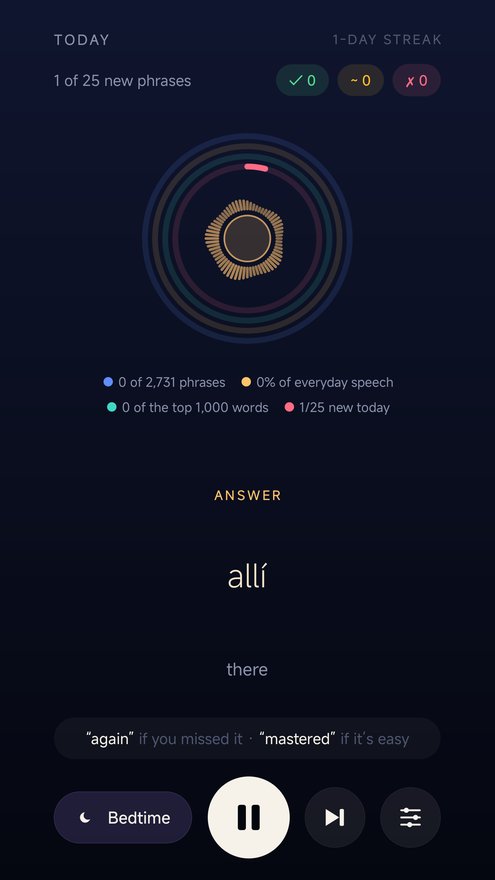 TODAY
1-DAY STREAK
1 of 25 new phrases
✓ 0
~ 0
✗ 0
0 of 2,731 phrases
0% of everyday speech
0 of the top 1,000 words
1/25 new today
ANSWER
allí
there
“again” if you missed it · “mastered” if it’s easy
Bedtime